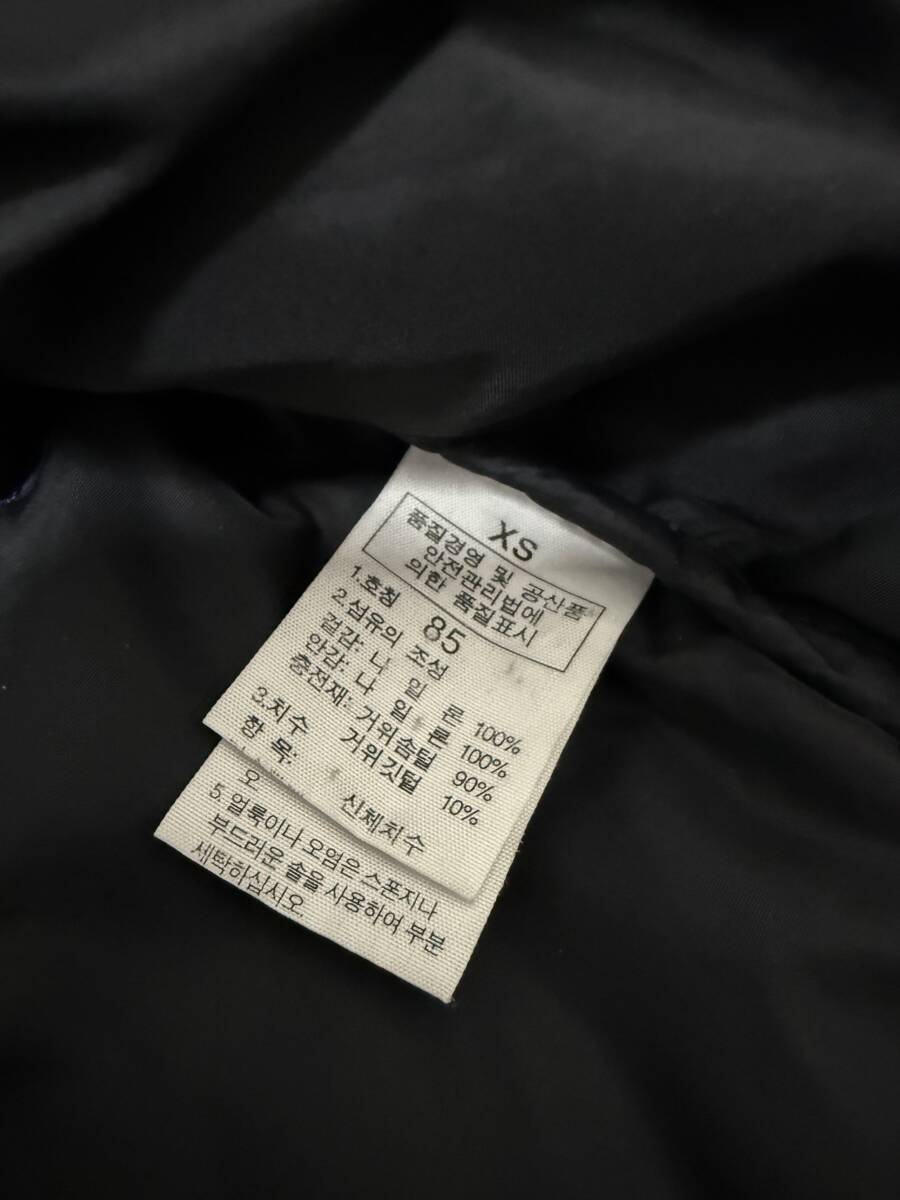 XS
품질경영 및 공산품
안전관리법에
의한 품질표시
1.호칭 85
2.섬유의 조성
겉감: 나 일 론 100%
안감: 나 일 론 100%
충전재: 거위솜털 90%
거위깃털 10%
3.치수
항 목: 신체치수
5. 얼룩이나 오염은 스폰지나
부드러운 솔을 사용하여 부분
세탁하십시오.